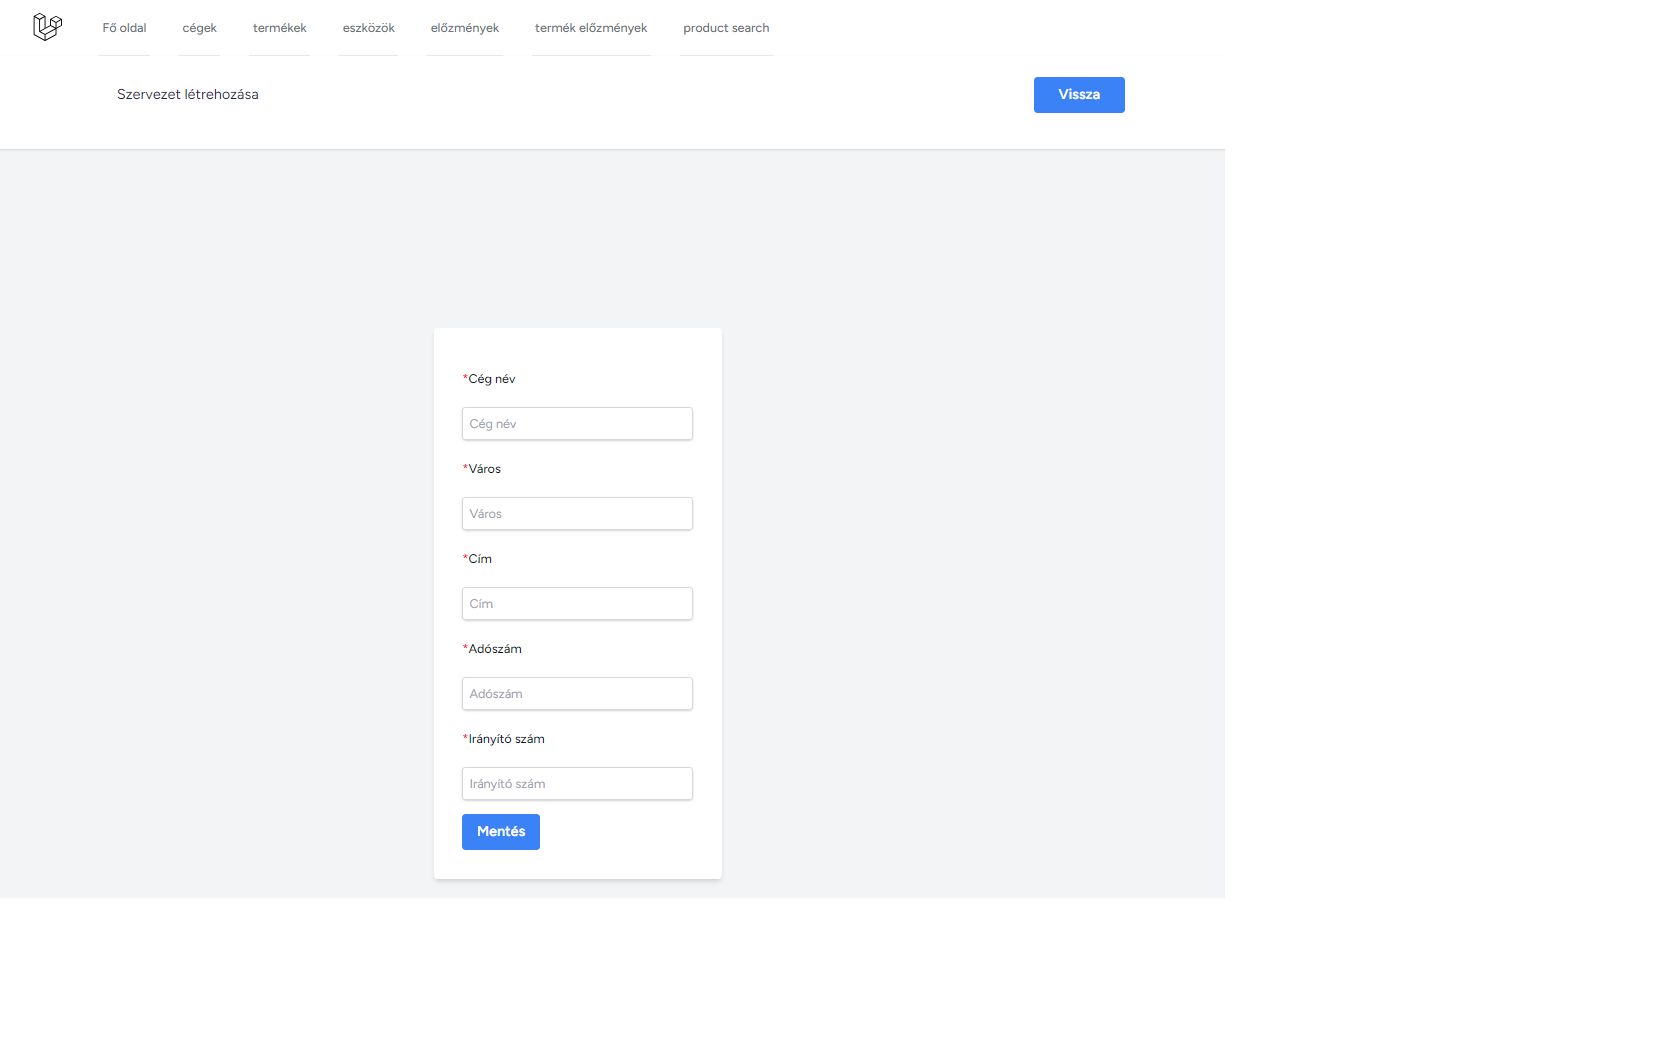 Fő oldal cégek termékek eszközök előzmények termék előzmények product search
Szervezet létrehozása Vissza
*Cég név
Cég név
*Város
Város
*Cím
Cím
*Adószám
Adószám
*Irányító szám
Irányító szám
Mentés